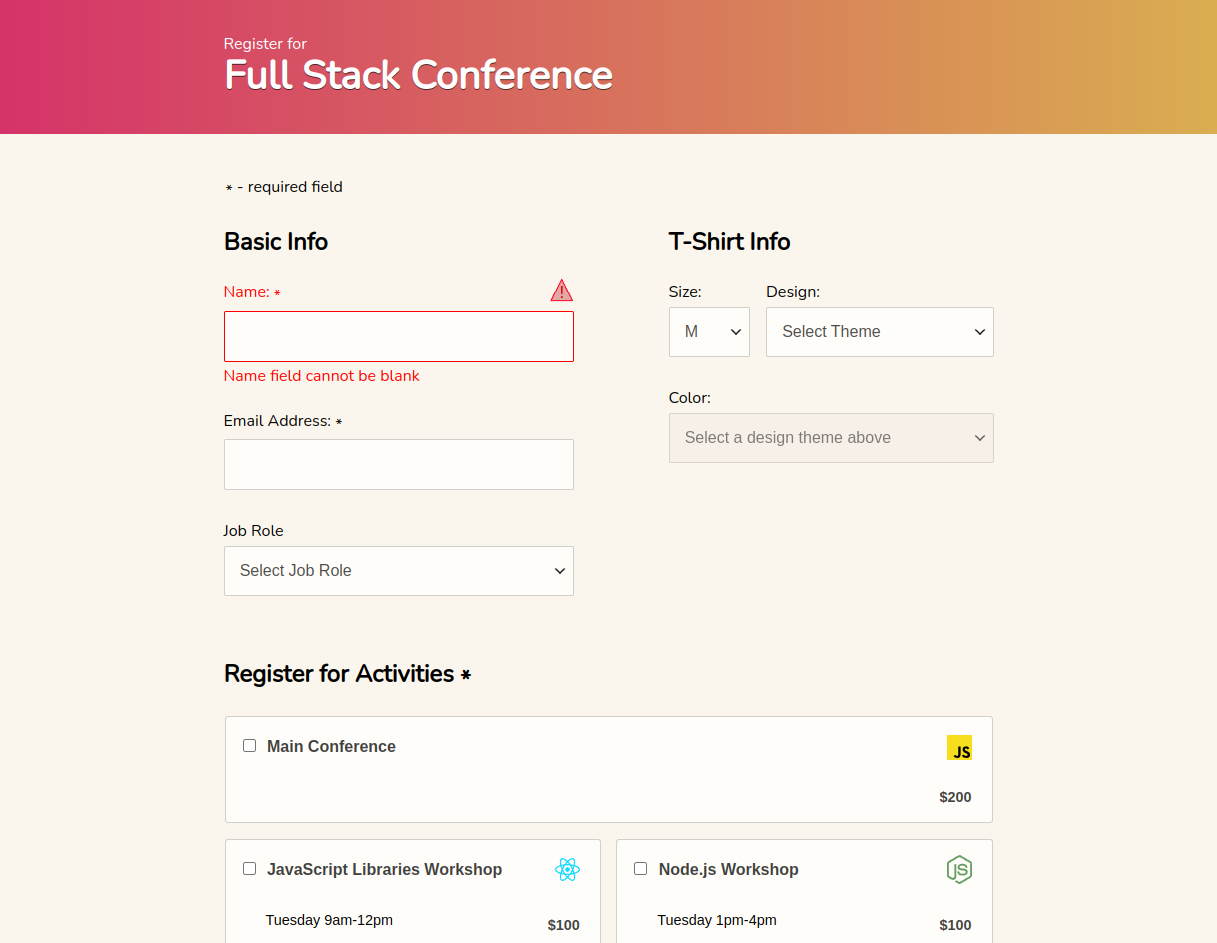 Register for
Full Stack Conference
* - required field
Basic Info
Name: *
Name field cannot be blank
Email Address: *
Job Role
Select Job Role
T-Shirt Info
Size:
M
Design:
Select Theme
Color:
Select a design theme above
Register for Activities *
Main Conference
JS
$200
JavaScript Libraries Workshop
Tuesday 9am-12pm
$100
Node.js Workshop
JS
Tuesday 1pm-4pm
$100